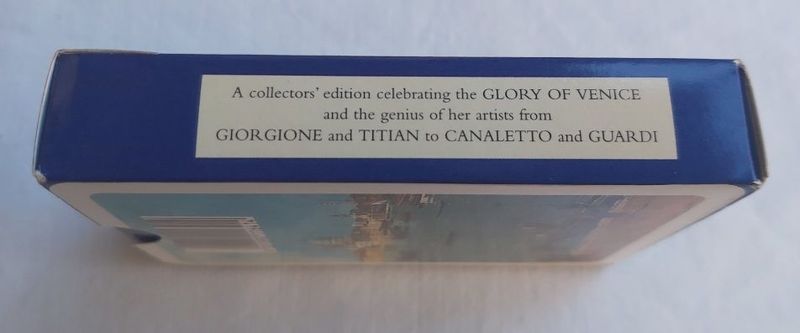 A collectors' edition celebrating the GLORY OF VENICE
and the genius of her artists from
GIORGIONE and TITIAN to CANALETTO and GUARDI